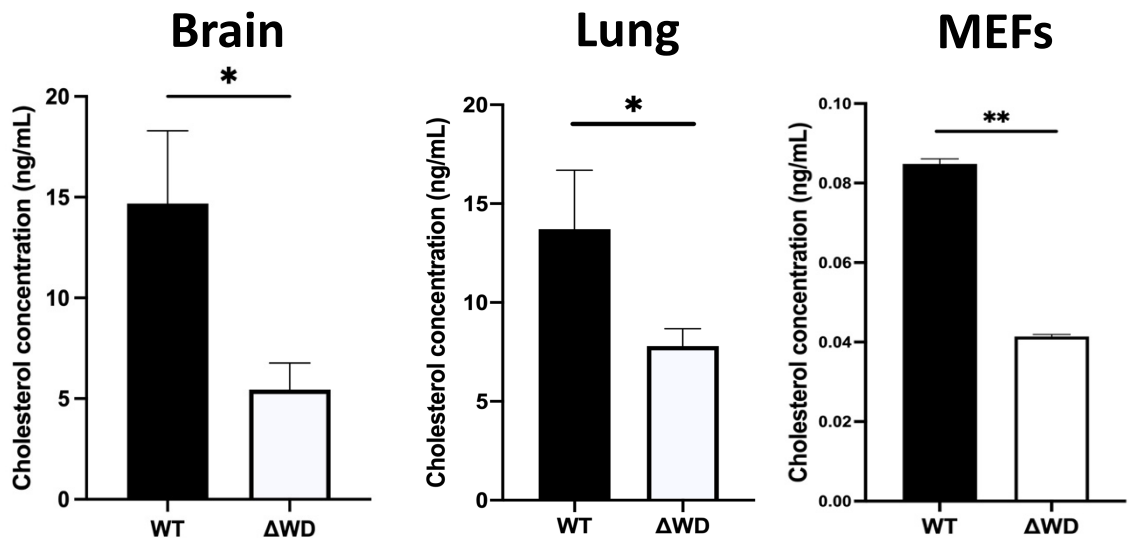 Brain
*
Cholesterol concentration (ng/mL)
20
15
10
5
0
WT
ΔWD
Lung
*
Cholesterol concentration (ng/mL)
20
15
10
5
0
WT
ΔWD
MEFs
**
Cholesterol concentration (ng/mL)
0.10
0.08
0.06
0.04
0.02
0.00
WT
ΔWD